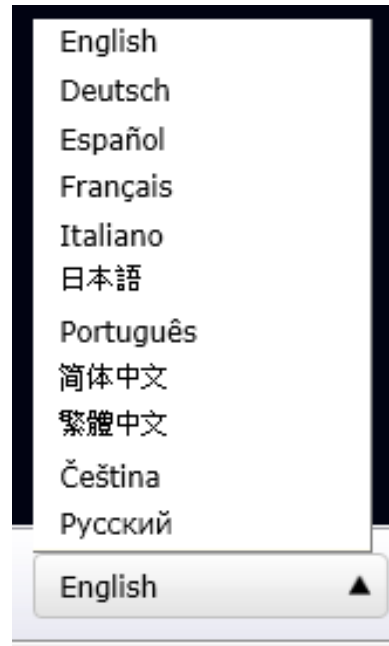 English
Deutsch
Español
Français
Italiano
日本語
Português
简体中文
繁體中文
Čeština
Русский
English